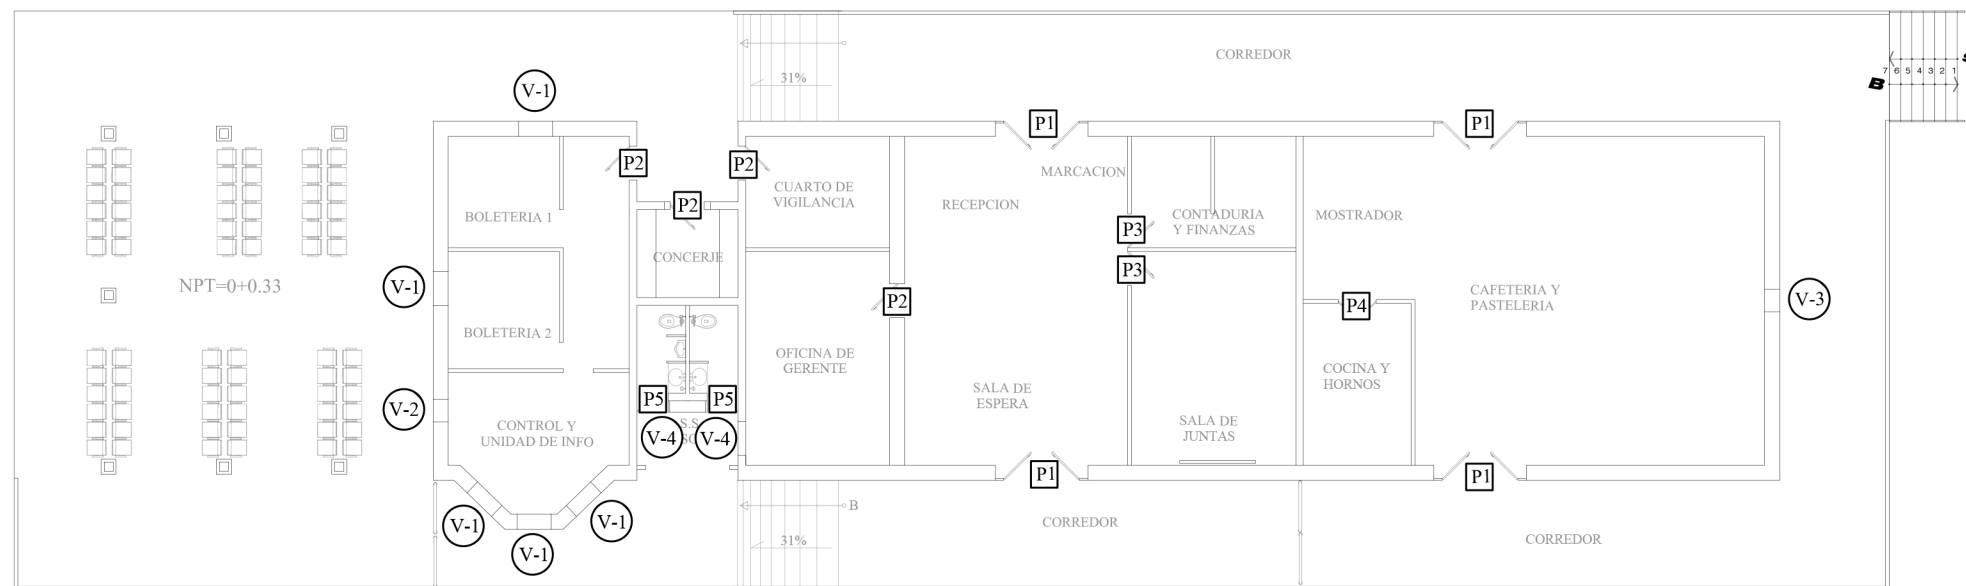 CORREDOR
31%
7 6 5 4 3 2 1
B
V-1
P1
P1
P2
P2
CUARTO DE
VIGILANCIA
MARCACION
BOLETERIA 1
P2
RECEPCION
CONTADURIA
Y FINANZAS
MOSTRADOR
P3
CONCERJE
P3
NPT=0+0.33
V-1
P2
P4
CAFETERIA Y
PASTELERIA
V-3
BOLETERIA 2
OFICINA DE
GERENTE
COCINA Y
HORNOS
V-2
P5
P5
SALA DE
ESPERA
CONTROL Y
UNIDAD DE INFO
V-4
S.S.
V-4
SALA DE
JUNTAS
P1
P1
V-1
V-1
V-1
B
31%
CORREDOR
CORREDOR